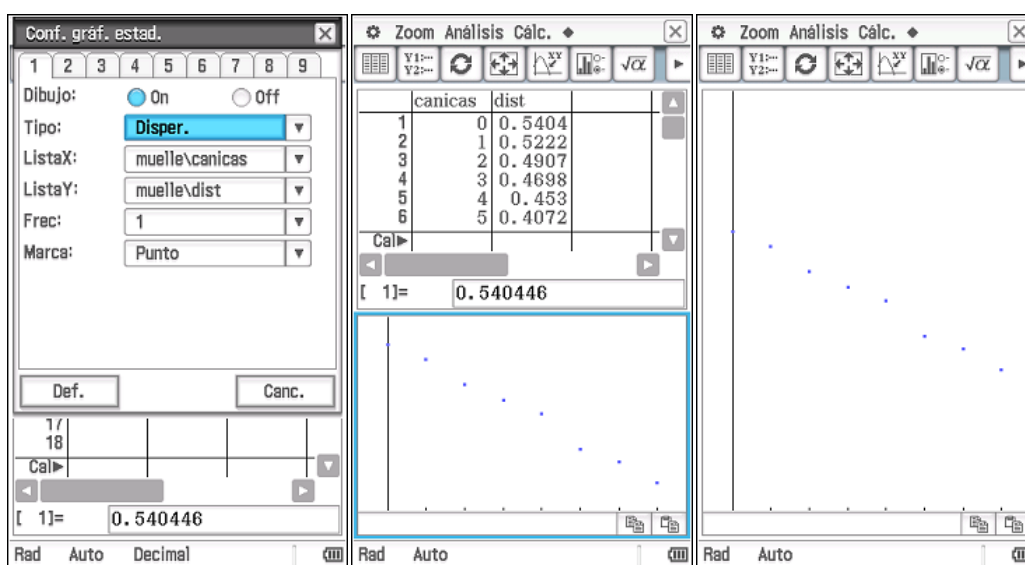 Conf. gráf. estad.
1 2 3 4 5 6 7 8 9
Dibujo: On Off
Tipo: Disper.
ListaX: muelle\canicas
ListaY: muelle\dist
Frec: 1
Marca: Punto
Def. Canc.
17
18
Cal▶
[ 1]= 0.540446
Rad Auto Decimal
Zoom Análisis Cálc. ◆
Y1:--- Y2:---
√α
canicas dist
1 0 0.5404
2 1 0.5222
3 2 0.4907
4 3 0.4698
5 4 0.453
6 5 0.4072
Cal▶
[ 1]= 0.540446
Rad Auto
Zoom Análisis Cálc. ◆
Y1:--- Y2:---
√α
Rad Auto